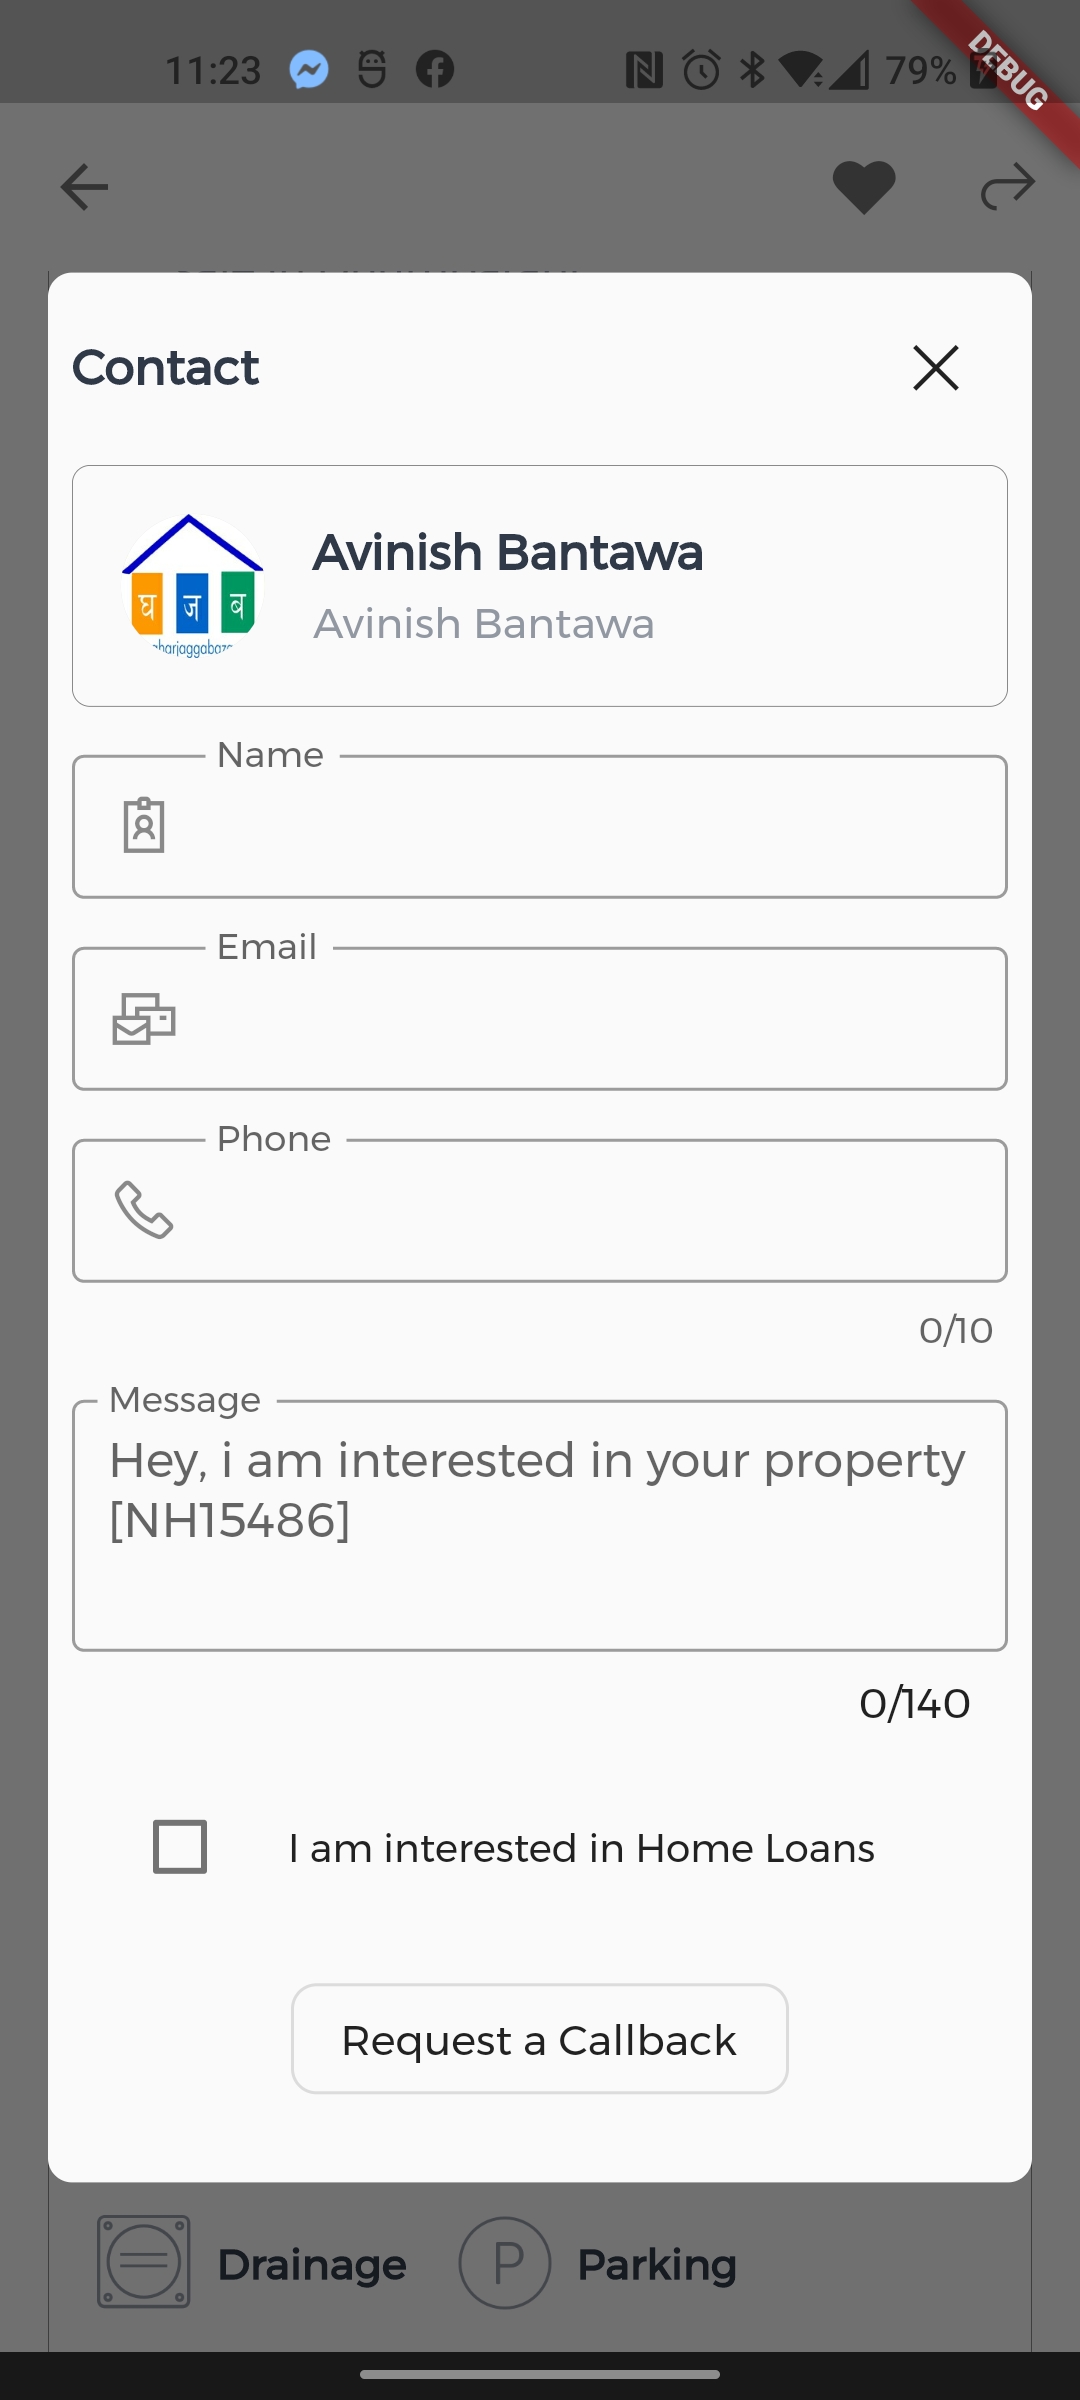 11:23
79%
DEBUG
Contact
घ ज ब
Avinish Bantawa
Avinish Bantawa
Name
Email
Phone
0/10
Message
Hey, i am interested in your property
[NH15486]
0/140
I am interested in Home Loans
Request a Callback
Drainage
P
Parking